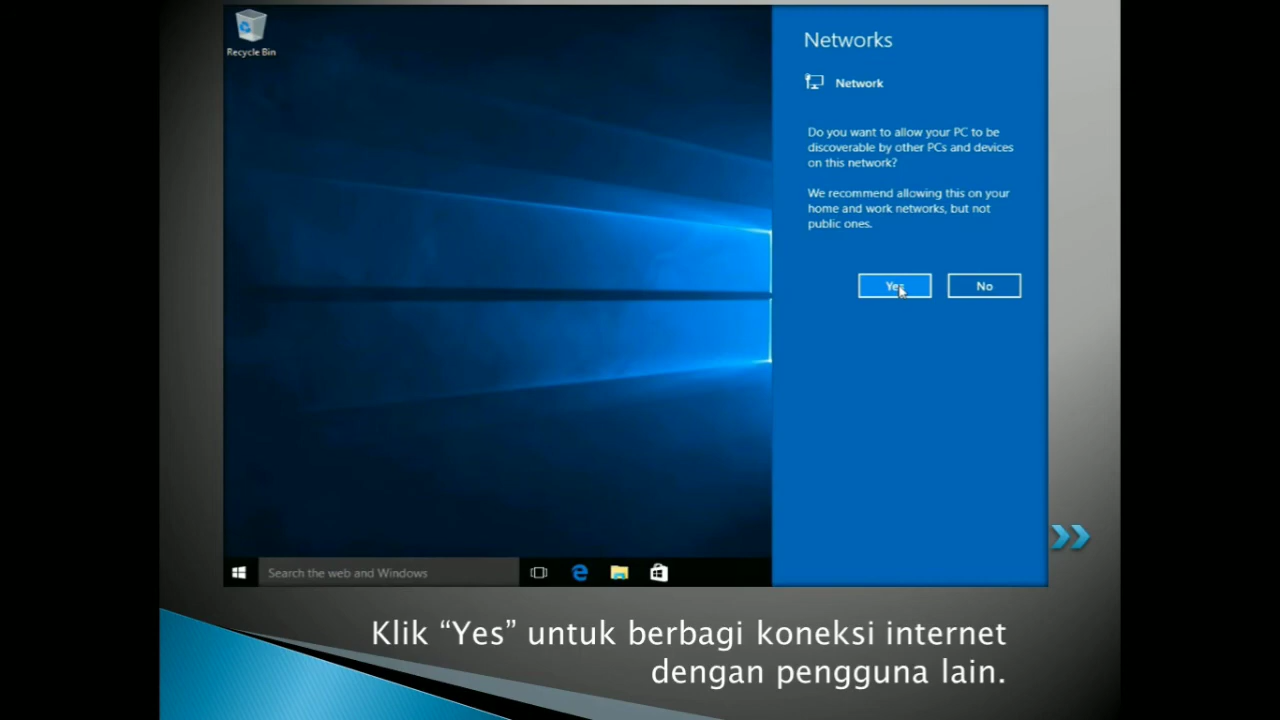 Recycle Bin
Networks
Network
Do you want to allow your PC to be
discoverable by other PCs and devices
on this network?
We recommend allowing this on your
home and work networks, but not
public ones.
Yes
No
Search the web and Windows
Klik “Yes” untuk berbagi koneksi internet
dengan pengguna lain.